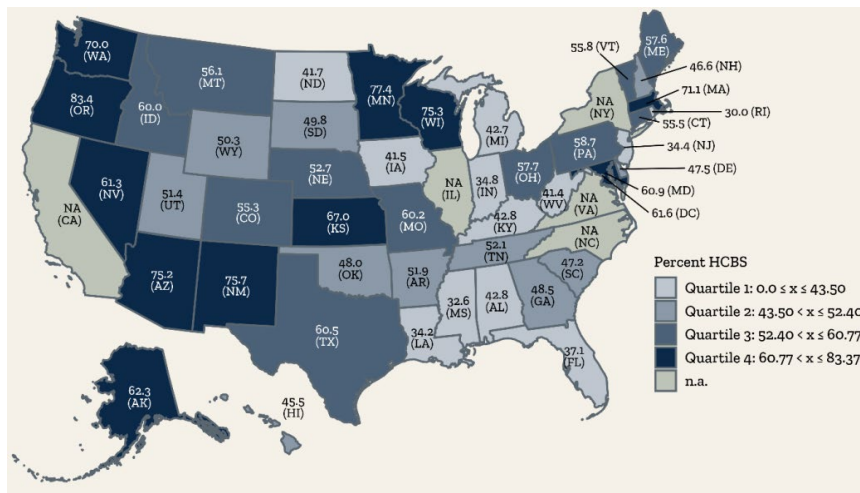 70.0
(WA)
83.4
(OR)
NA
(CA)
61.3
(NV)
60.0
(ID)
56.1
(MT)
50.3
(WY)
51.4
(UT)
55.3
(CO)
75.2
(AZ)
75.7
(NM)
41.7
(ND)
49.8
(SD)
52.7
(NE)
67.0
(KS)
48.0
(OK)
60.5
(TX)
77.4
(MN)
41.5
(IA)
60.2
(MO)
51.9
(AR)
34.2
(LA)
75.3
(WI)
NA
(IL)
42.7
(MI)
34.8
(IN)
57.7
(OH)
42.8
(KY)
52.1
(TN)
32.6
(MS)
42.8
(AL)
48.5
(GA)
37.1
(FL)
47.2
(SC)
NA
(NC)
NA
(VA)
41.4
(WV)
58.7
(PA)
NA
(NY)
55.8 (VT)
57.6
(ME)
46.6 (NH)
71.1 (MA)
30.0 (RI)
55.5 (CT)
34.4 (NJ)
47.5 (DE)
60.9 (MD)
61.6 (DC)
62.3
(AK)
45.5
(HI)
Percent HCBS
Quartile 1: 0.0 ≤ x ≤ 43.50
Quartile 2: 43.50 < x ≤ 52.40
Quartile 3: 52.40 < x ≤ 60.77
Quartile 4: 60.77 < x ≤ 83.37
n.a.